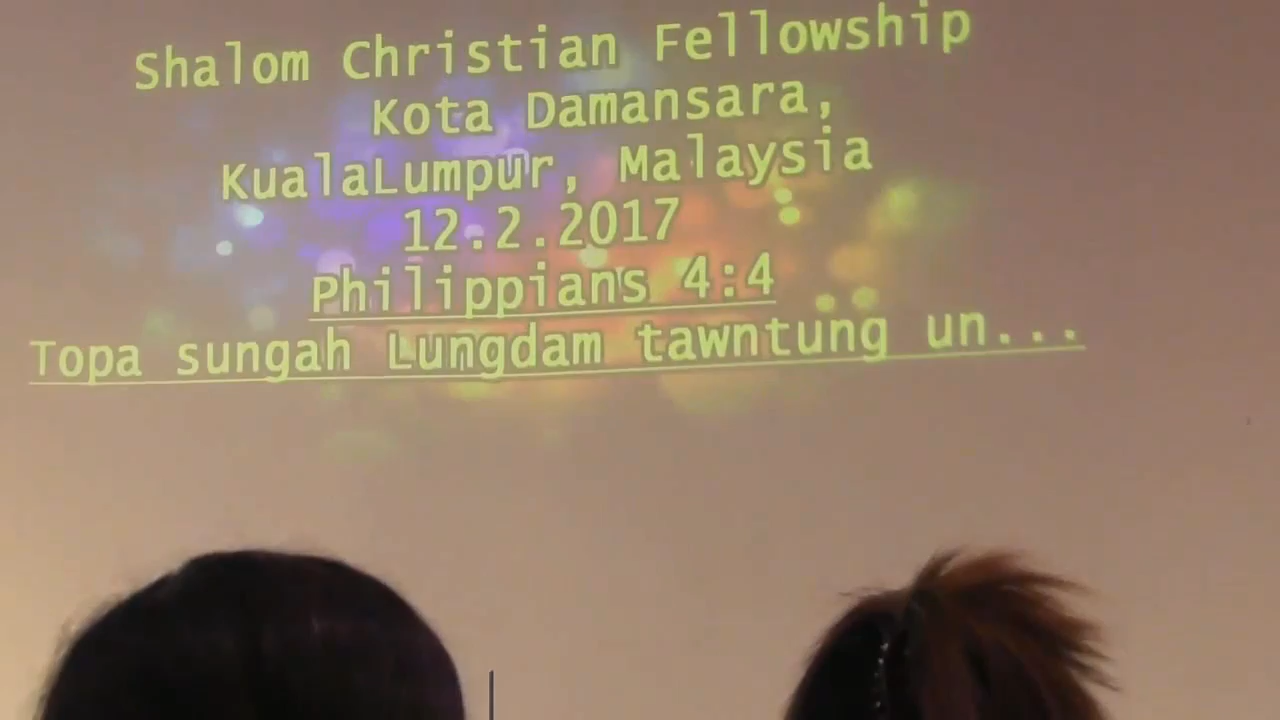 Shalom Christian Fellowship
Kota Damansara,
KualaLumpur, Malaysia
12.2.2017
Philippians 4:4
Topa sungah Lungdam tawntung un...